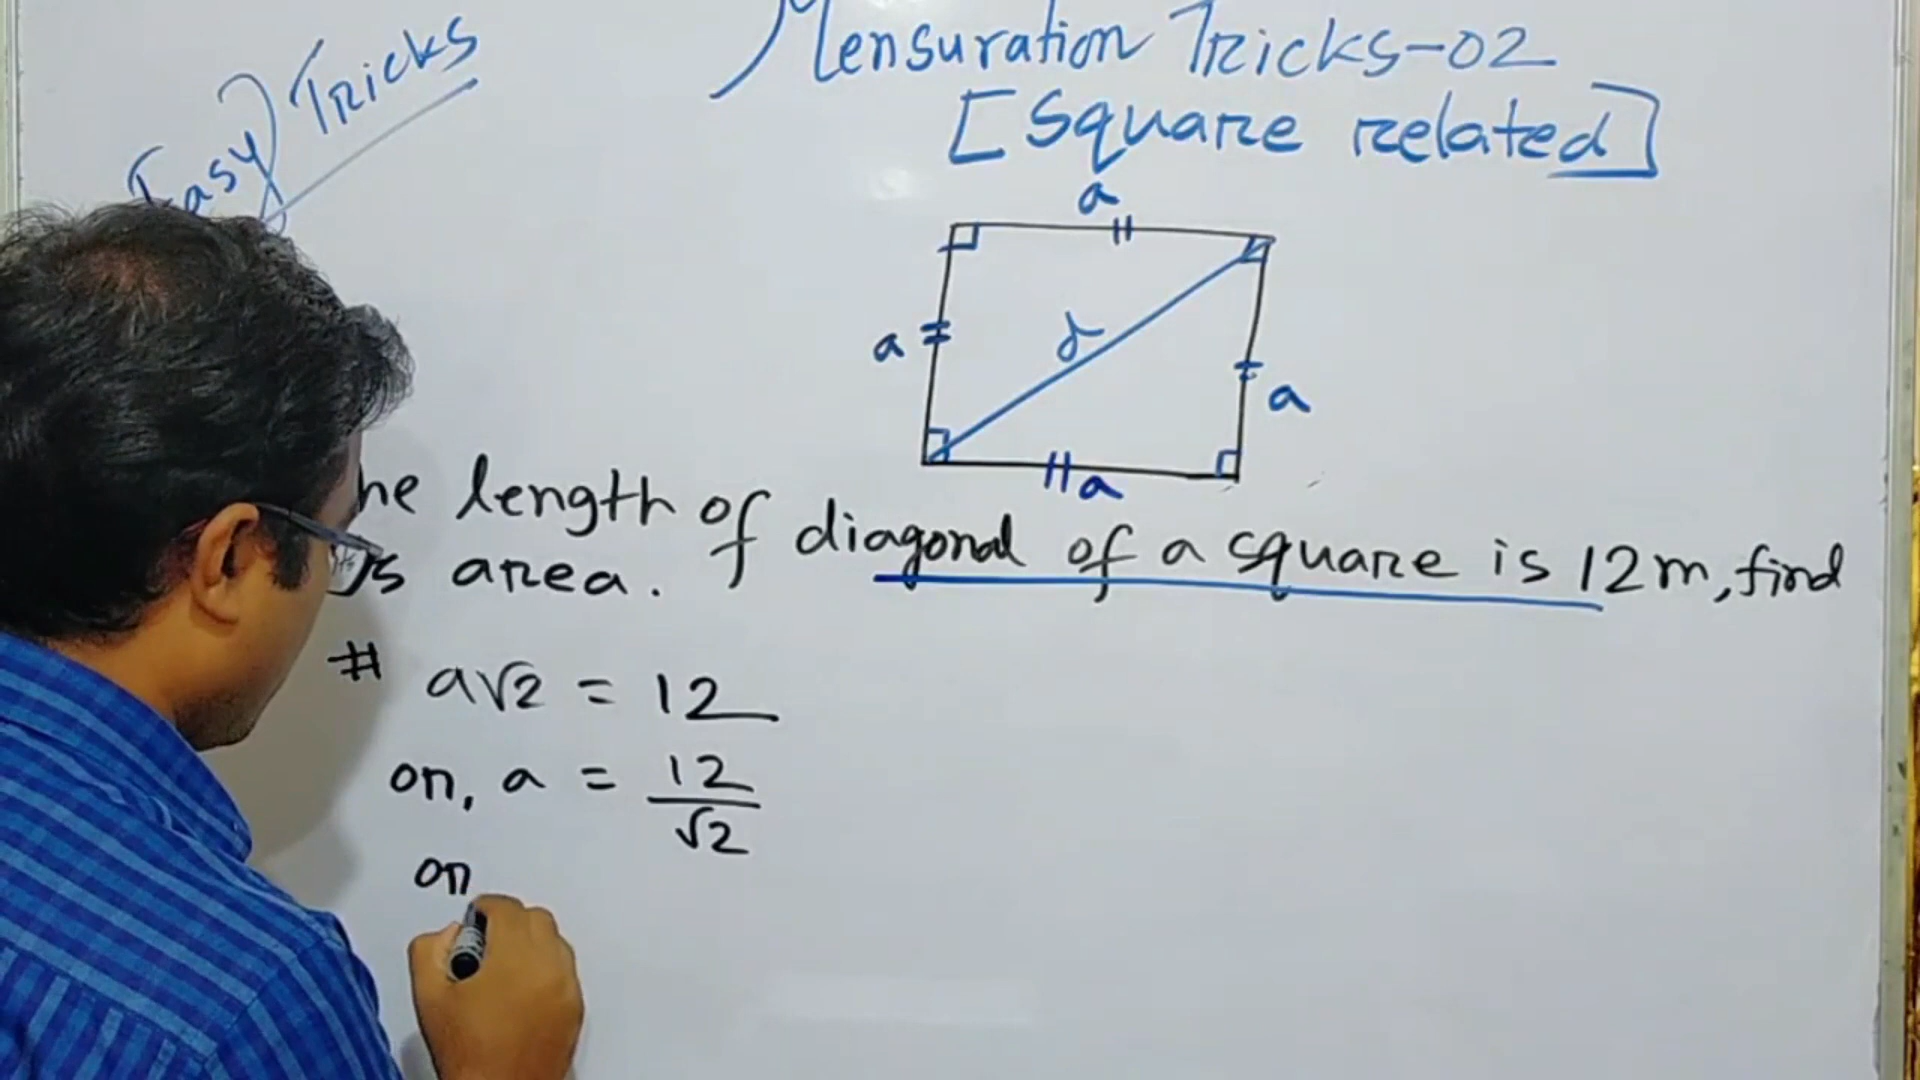 Easy Tricks
Mensuration Tricks-02
[Square related]
a
a
d
a
a
he length of diagonal of a square is 12m, find
its area.
# a√2 = 12
or, a = 12/√2
or